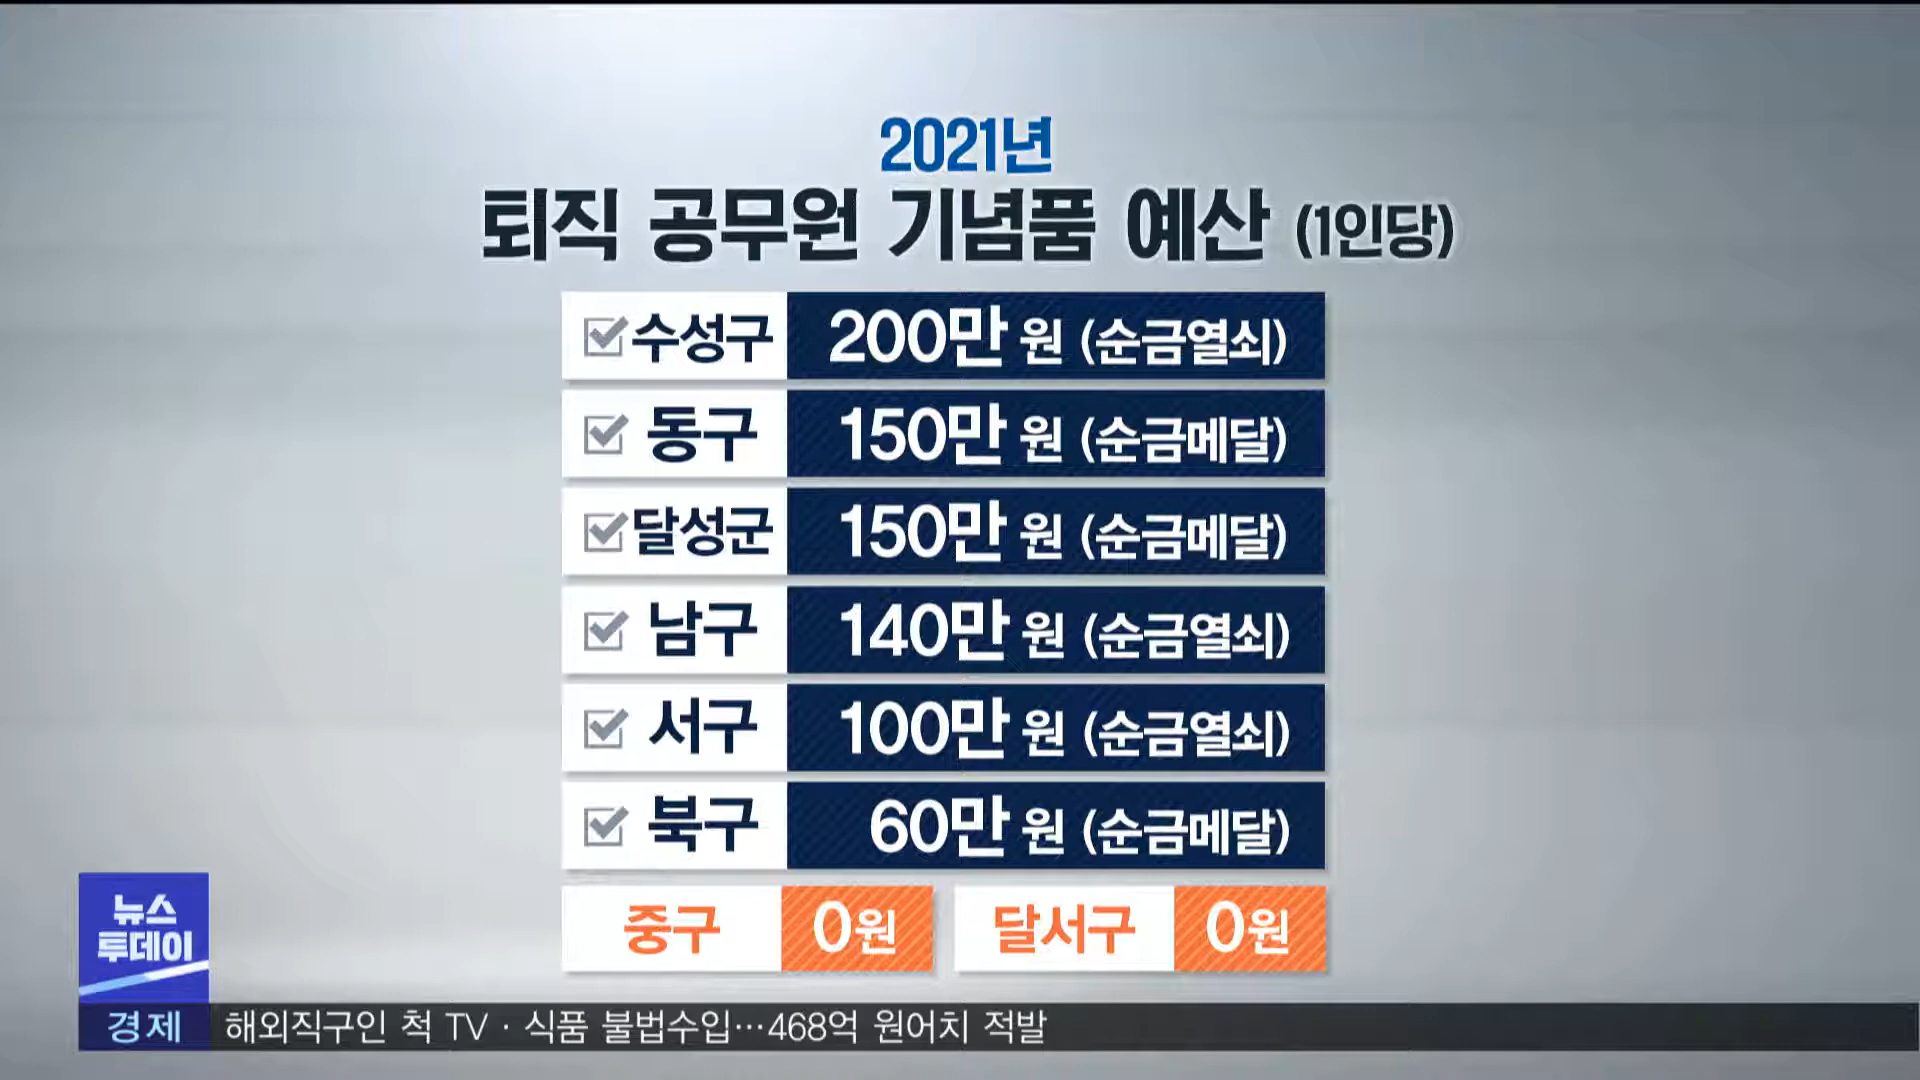 2021년
퇴직 공무원 기념품 예산 (1인당)
수성구 200만 원 (순금열쇠)
동구 150만 원 (순금메달)
달성군 150만 원 (순금메달)
남구 140만 원 (순금열쇠)
서구 100만 원 (순금열쇠)
북구 60만 원 (순금메달)
중구 0원 달서구 0원
뉴스
투데이
경제 해외직구인 척 TV·식품 불법수입…468억 원어치 적발